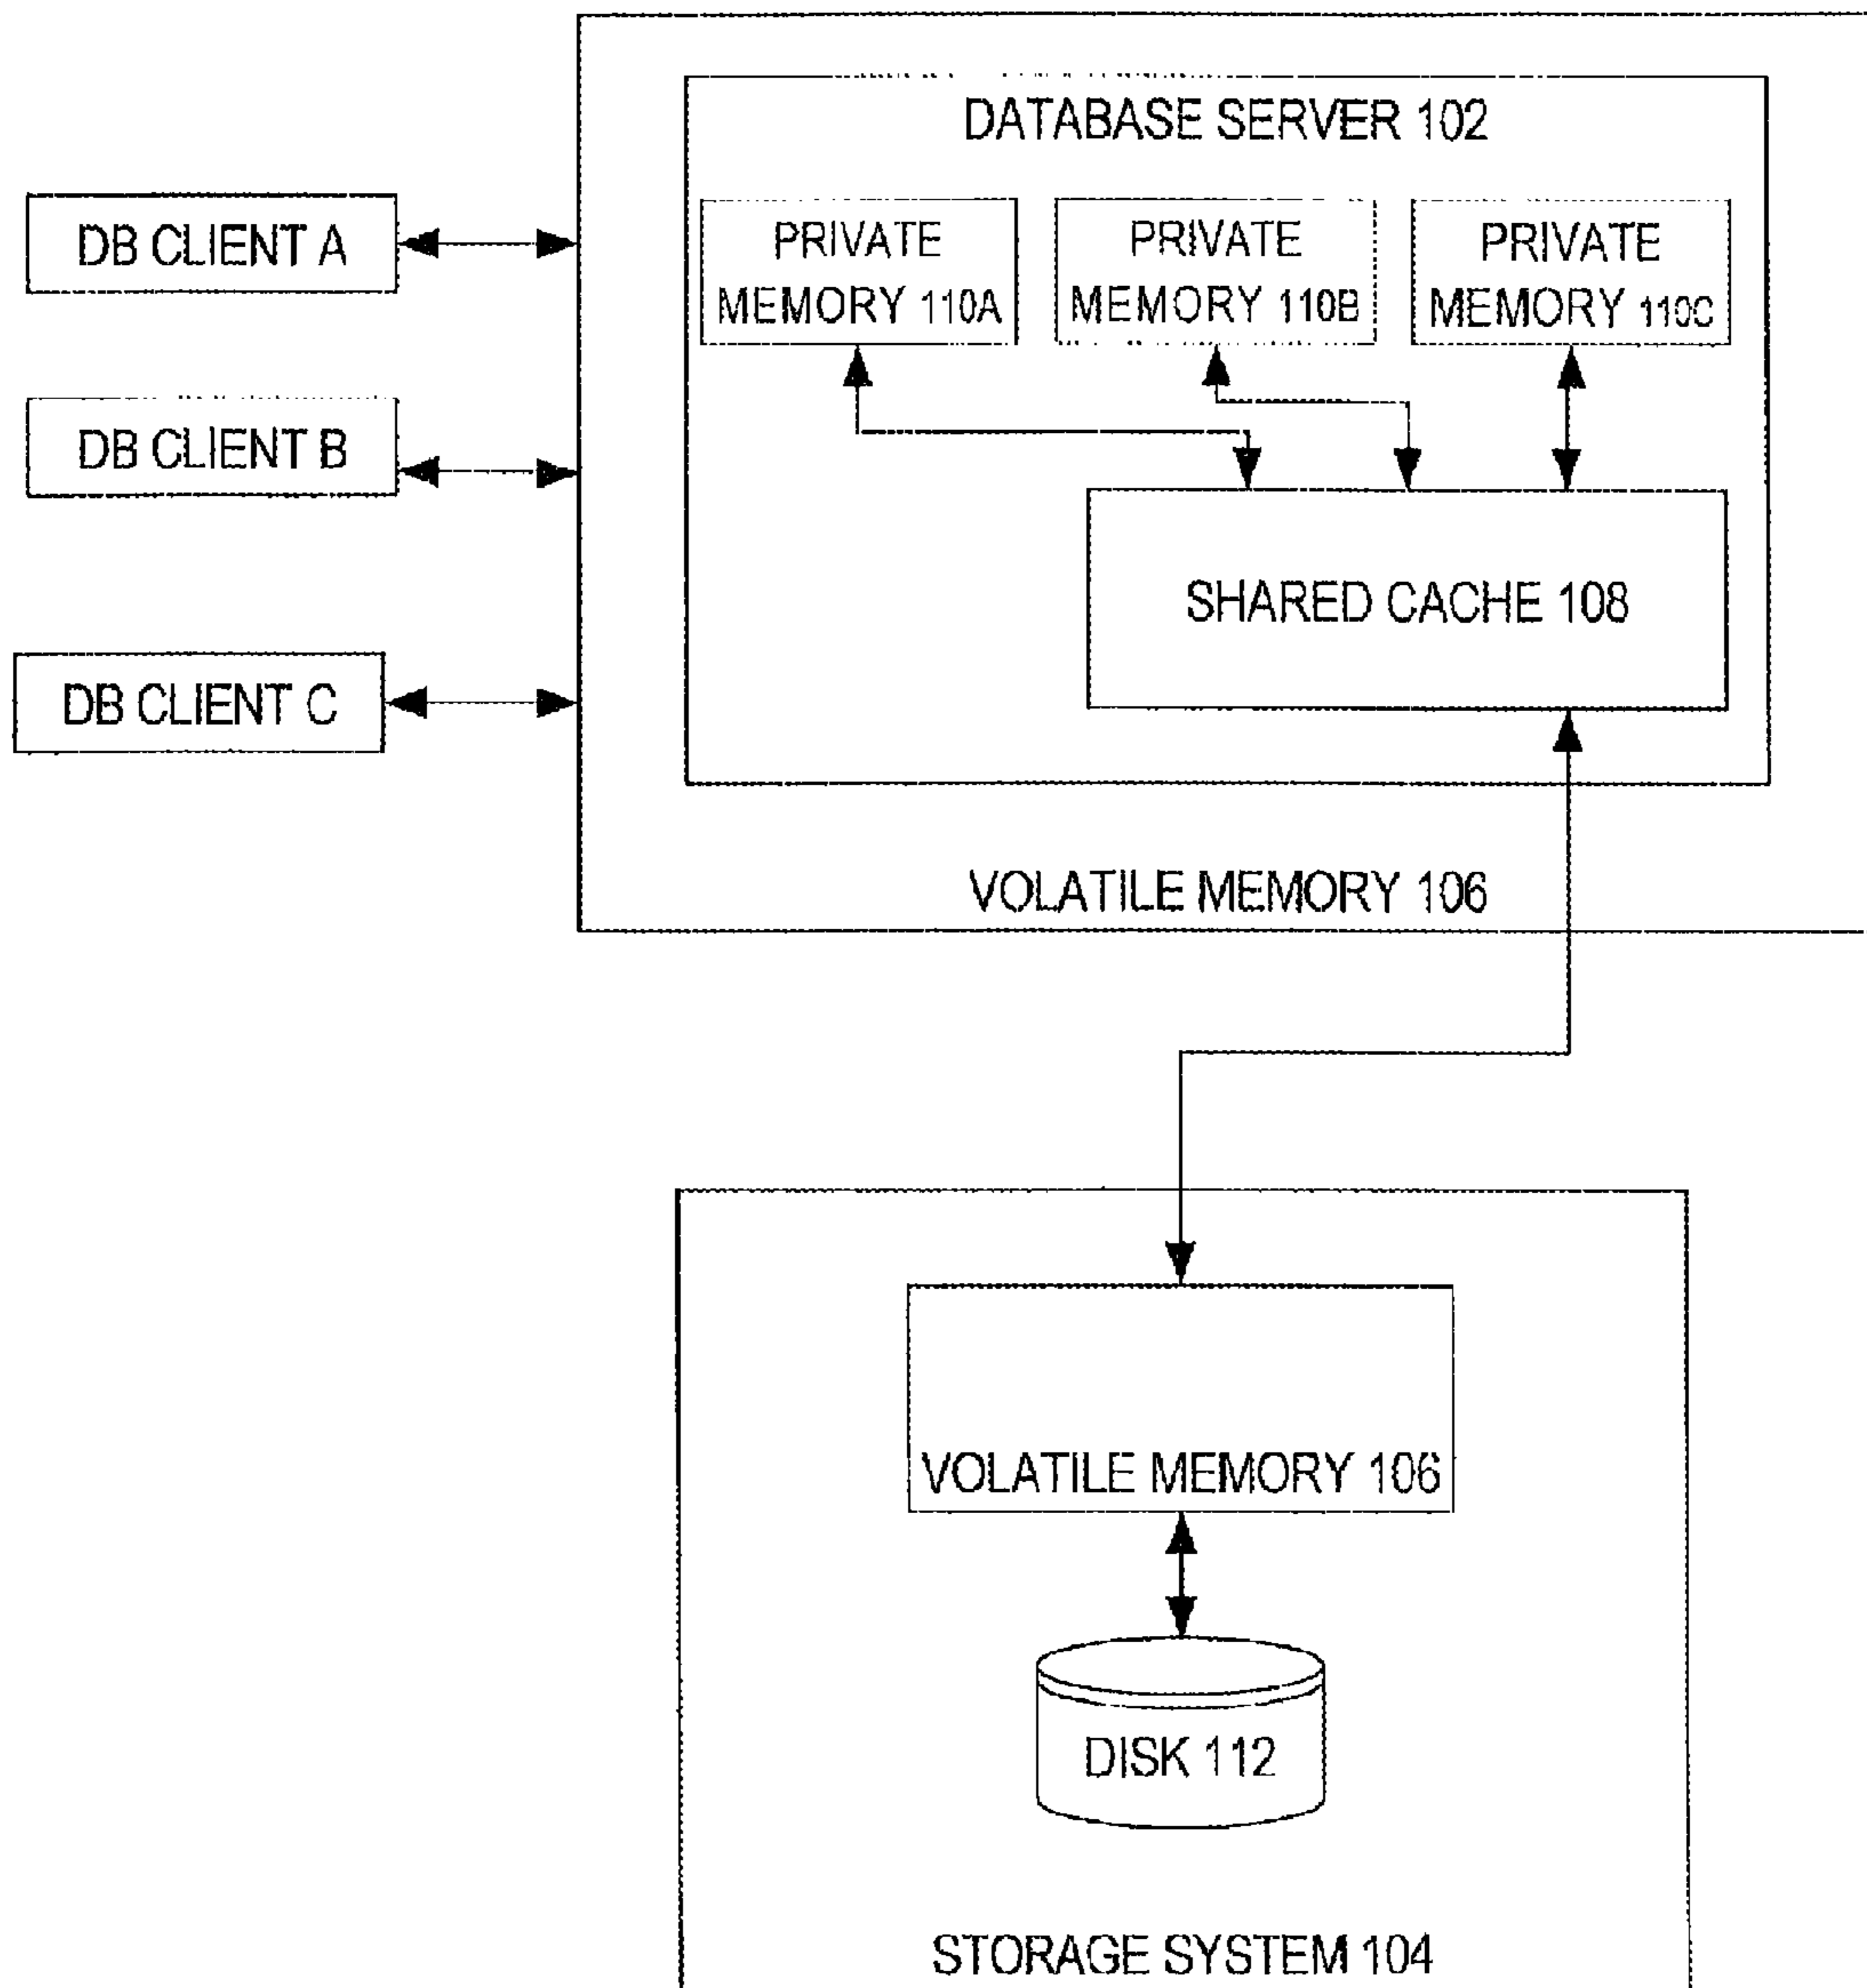 DATABASE SERVER 102
DB CLIENT A
PRIVATE
MEMORY 110A
PRIVATE
MEMORY 110B
PRIVATE
MEMORY 110C
DB CLIENT B
SHARED CACHE 108
DB CLIENT C
VOLATILE MEMORY 106
VOLATILE MEMORY 106
DISK 112
STORAGE SYSTEM 104